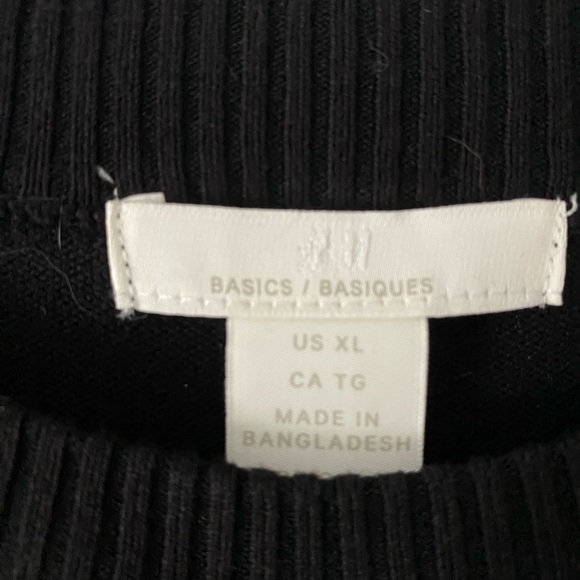 H&M
BASICS / BASIQUES
US XL
CA TG
MADE IN
BANGLADESH